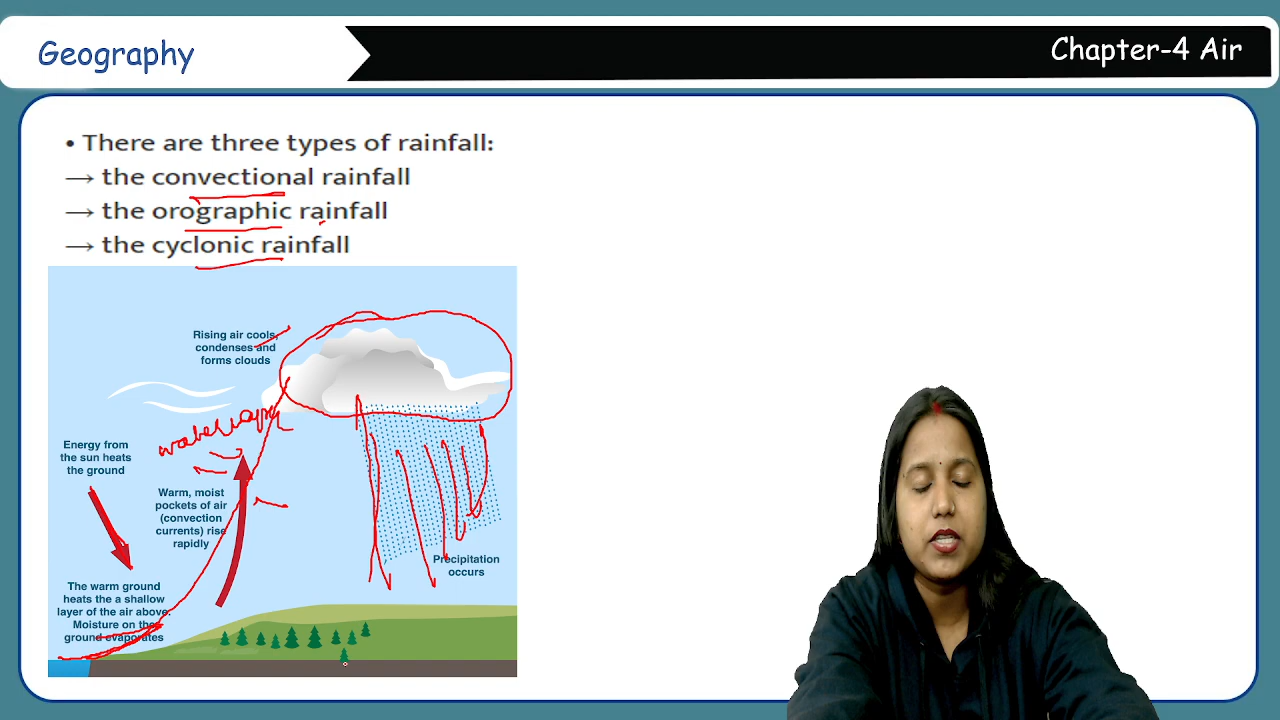 Geography
Chapter-4 Air
• There are three types of rainfall:
→ the convectional rainfall
→ the orographic rainfall
→ the cyclonic rainfall
Rising air cools,
condenses and
forms clouds
water vapour
Energy from
the sun heats
the ground
Warm, moist
pockets of air
(convection
currents) rise
rapidly
Precipitation
occurs
The warm ground
heats the a shallow
layer of the air above.
Moisture on the
ground evaporates